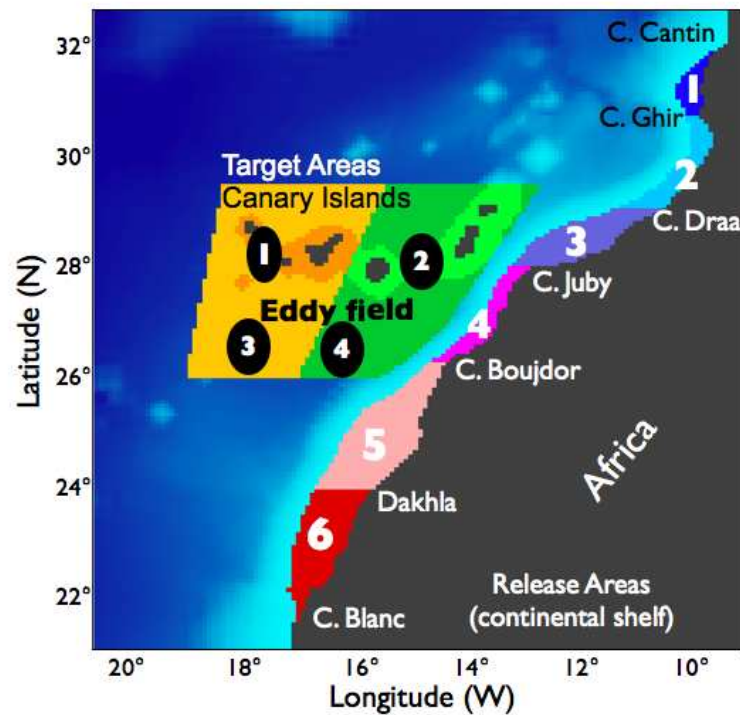 32°
30°
28°
26°
24°
22°
Latitude (N)
C. Cantin
1
C. Ghir
2
Target Areas
Canary Islands
C. Draa
1
2
3
C. Juby
Eddy field
4
3
4
C. Boujdor
5
Africa
Dakhla
6
Release Areas
(continental shelf)
C. Blanc
20°
18°
16°
14°
12°
10°
Longitude (W)